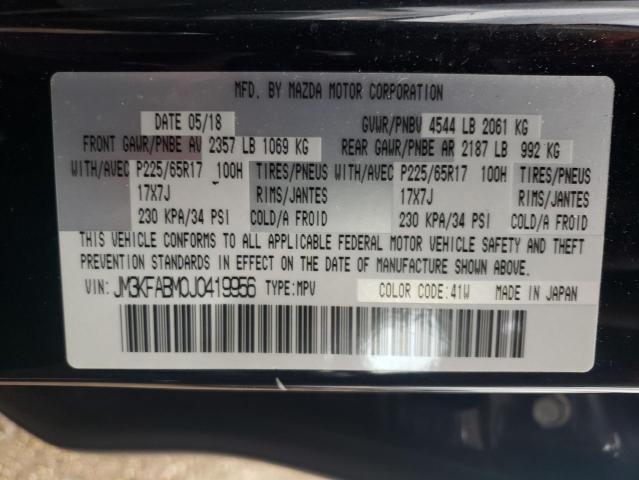 MFD. BY MAZDA MOTOR CORPORATION
DATE 05/18 GVWR/PNBV 4544 LB 2061 KG
FRONT GAWR/PNBE AV 2357 LB 1069 KG REAR GAWR/PNBE AR 2187 LB 992 KG
WITH/AVEC P225/65R17 100H TIRES/PNEUS WITH/AVEC P225/65R17 100H TIRES/PNEUS
17X7J RIMS/JANTES 17X7J RIMS/JANTES
230 KPA/34 PSI COLD/A FROID 230 KPA/34 PSI COLD/A FROID
THIS VEHICLE CONFORMS TO ALL APPLICABLE FEDERAL MOTOR VEHICLE SAFETY AND THEFT
PREVENTION STANDARDS IN EFFECT ON THE DATE OF MANUFACTURE SHOWN ABOVE.
VIN: JM3KFABM0J0419956 TYPE:MPV COLOR CODE:41W MADE IN JAPAN